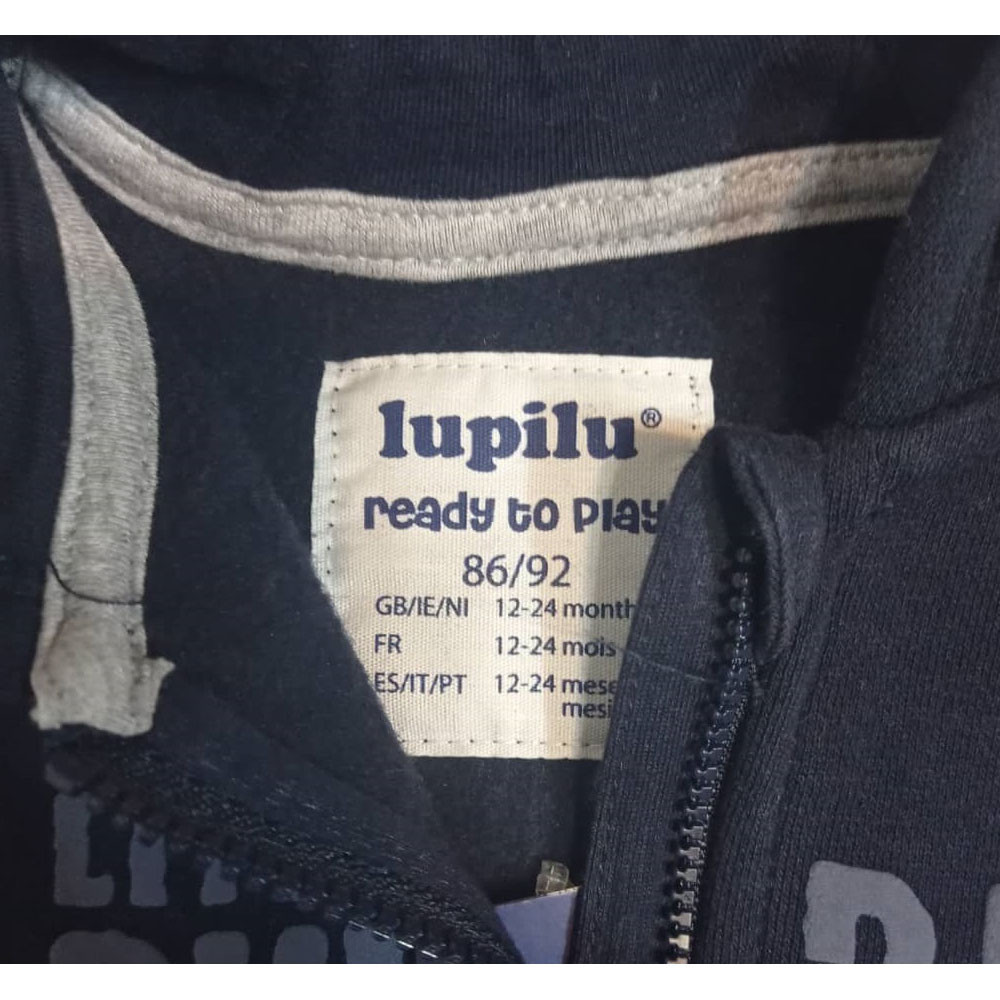 lupilu®
ready to play
86/92
GB/IE/NI 12-24 month
FR 12-24 mois
ES/IT/PT 12-24 mese
mesi